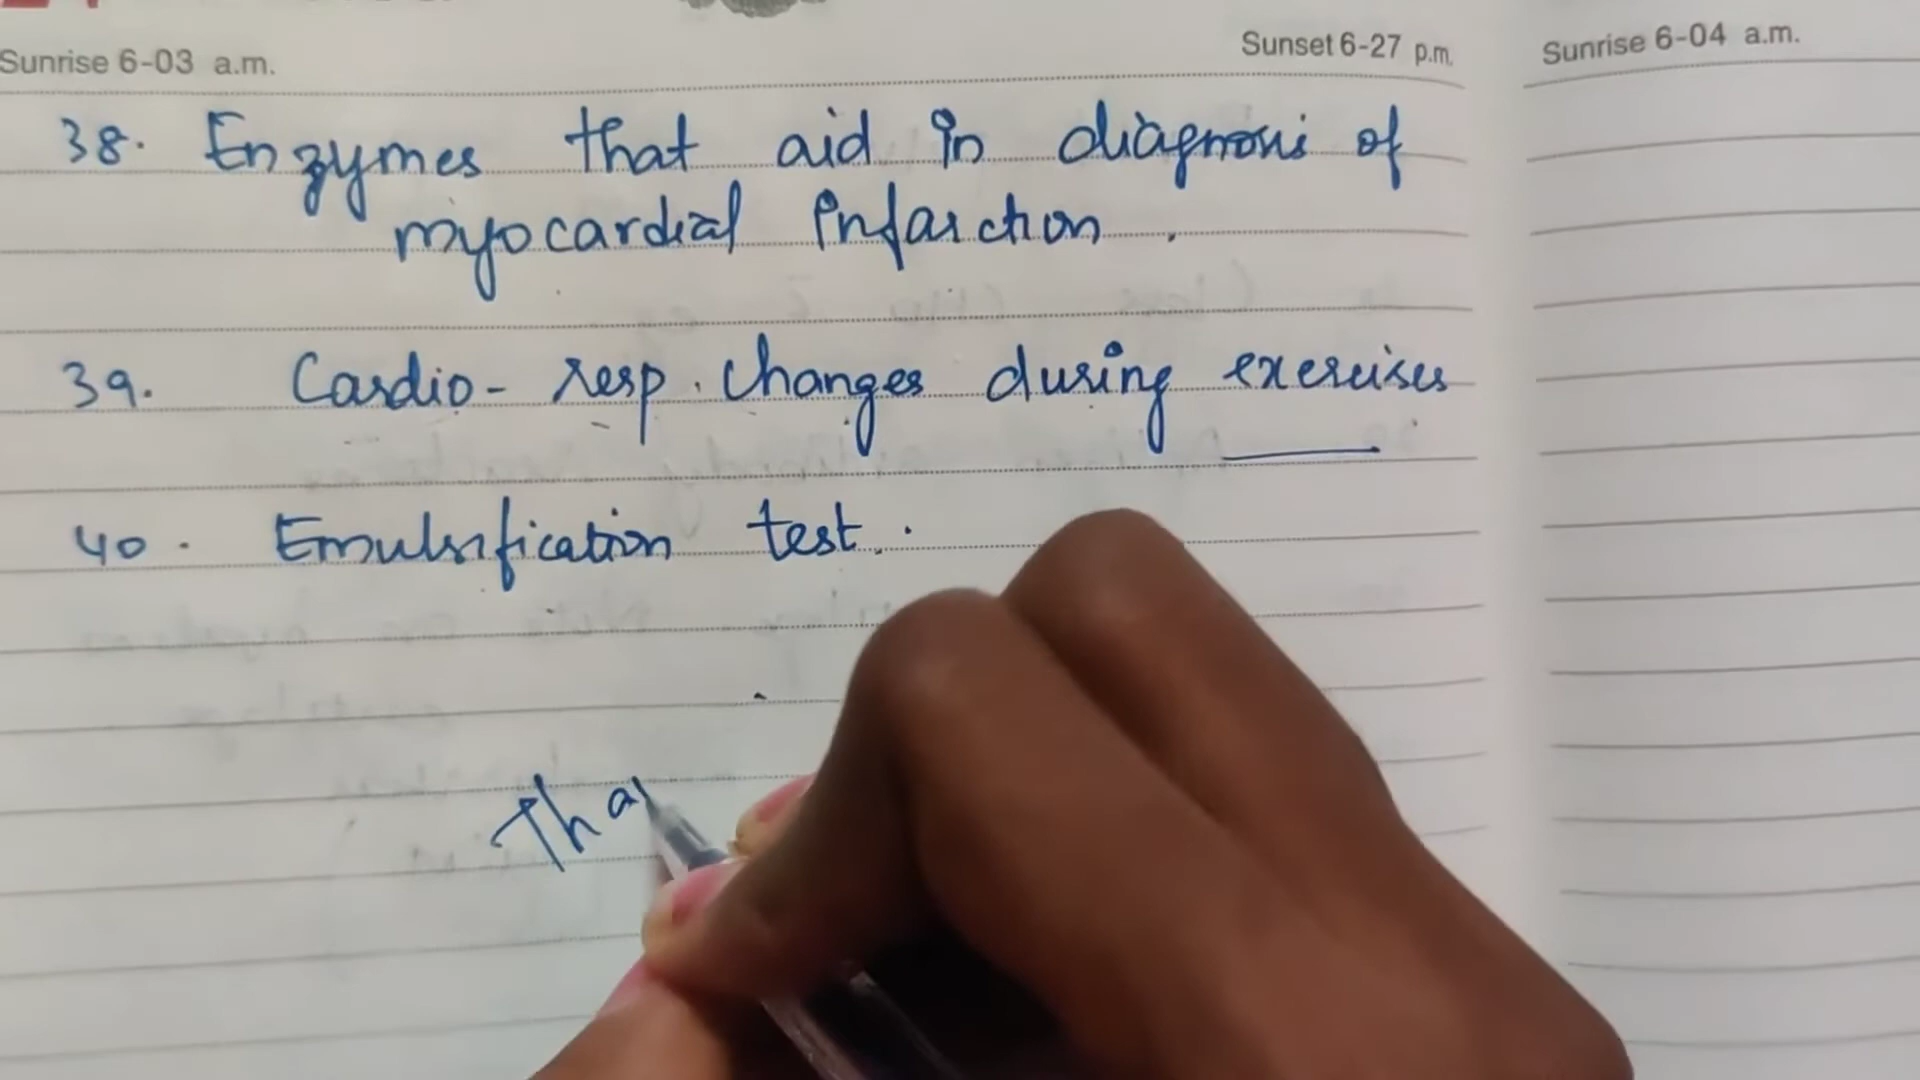 Sunrise 6-03 a.m.
Sunset 6-27 p.m.
Sunrise 6-04 a.m.
38. Enzymes that aid in diagnosis of
myocardial infarction.
39. Cardio-resp. changes during exercises
40. Emulsification test.
Tha